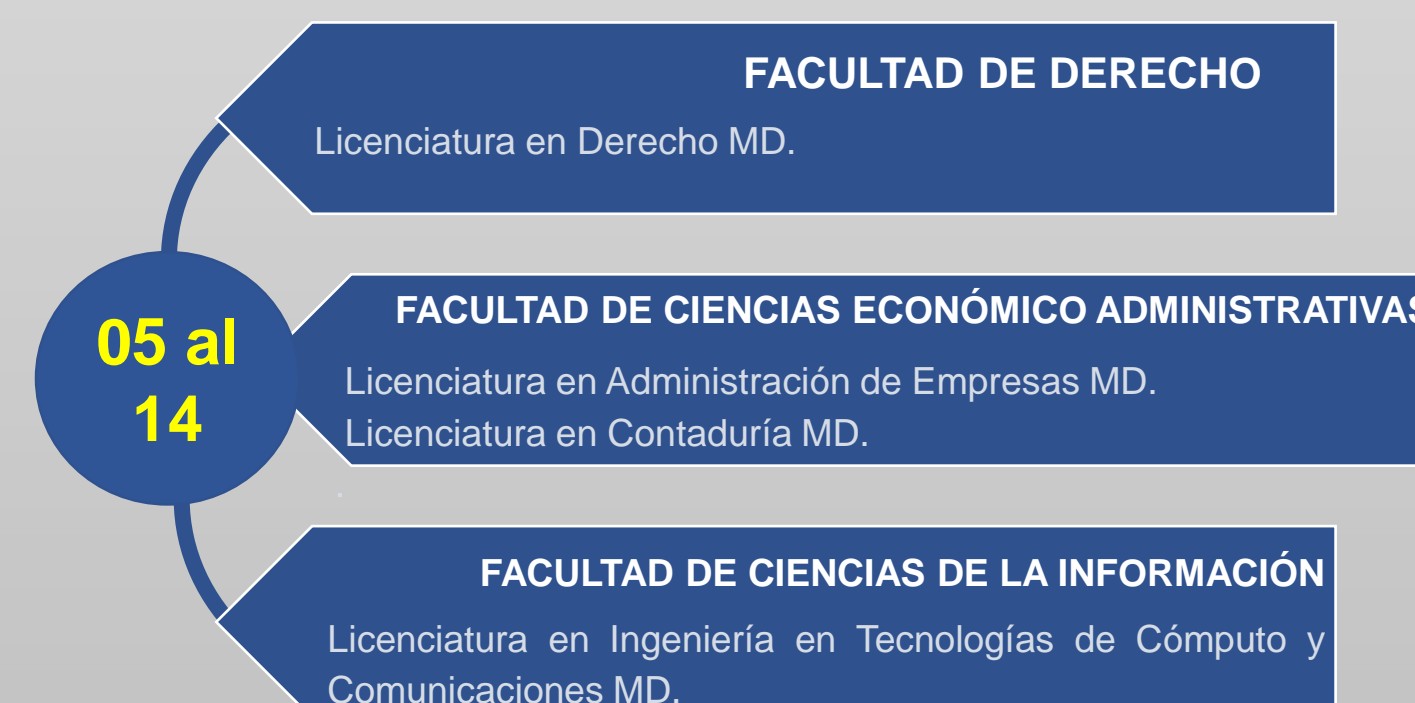 FACULTAD DE DERECHO
Licenciatura en Derecho MD.
05 al
14
FACULTAD DE CIENCIAS ECONÓMICO ADMINISTRATIVAS
Licenciatura en Administración de Empresas MD.
Licenciatura en Contaduría MD.
.
FACULTAD DE CIENCIAS DE LA INFORMACIÓN
Licenciatura en Ingeniería en Tecnologías de Cómputo y
Comunicaciones MD.